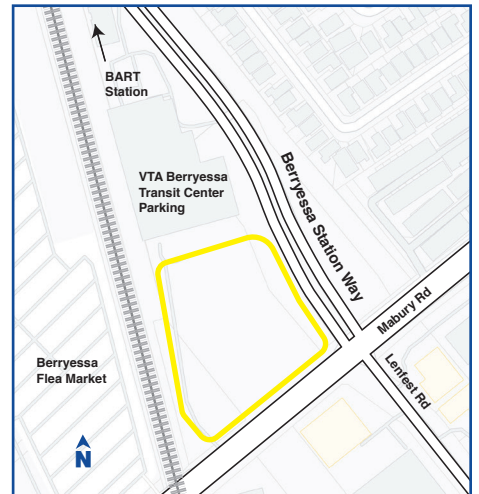 BART
Station
VTA Berryessa
Transit Center
Parking
Berryessa Station Way
Mabury Rd
Lenfest Rd
Berryessa
Flea Market
N